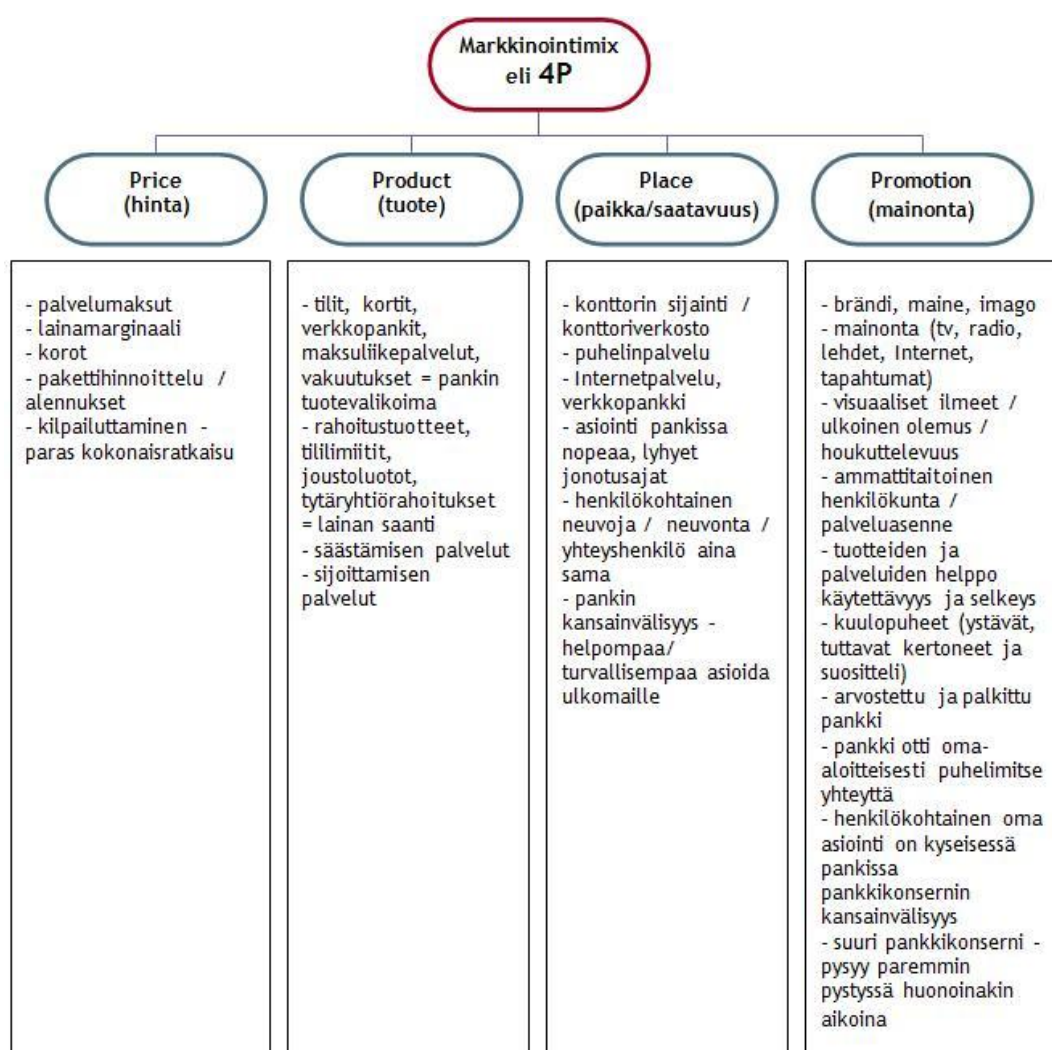 Markkinointimix
eli 4P
Price
(hinta)
Product
(tuote)
Place
(paikka/saatavuus)
Promotion
(mainonta)
- palvelumaksut
- lainamarginaali
- korot
- pakettihinnoittelu /
alennukset
- kilpailuttaminen -
paras kokonaisratkaisu
- tilit, kortit,
verkkopankit,
maksuliikepalvelut,
vakuutukset = pankin
tuotevalikoima
- rahoitustuotteet,
tililimiitit,
joustoluotot,
tytäryhtiörahoitukset
= lainan saanti
- säästämisen palvelut
- sijoittamisen
palvelut
- konttorin sijainti /
konttoriverkosto
- puhelinpalvelu
- Internetpalvelu,
verkkopankki
- asiointi pankissa
nopeaa, lyhyet
jonotusajat
- henkilökohtainen
neuvoja / neuvonta /
yhteyshenkilö aina
sama
- pankin
kansainvälisyys -
helpompaa/
turvallisempaa asioida
ulkomaille
- brändi, maine, imago
- mainonta (tv, radio,
lehdet, Internet,
tapahtumat)
- visuaaliset ilmeet /
ulkoinen olemus /
houkuttelevuus
- ammattitaitoinen
henkilökunta /
palveluasenne
- tuotteiden ja
palveluiden helppo
käytettävyys ja selkeys
- kuulopuheet (ystävät,
tuttavat kertoneet ja
suositteli)
- arvostettu ja palkittu
pankki
- pankki otti oma-
aloitteisesti puhelimitse
yhteyttä
- henkilökohtainen oma
asiointi on kyseisessä
pankissa
pankkikonsernin
kansainvälisyys
- suuri pankkikonserni -
pysyy paremmin
pystyssä huonoinakin
aikoina